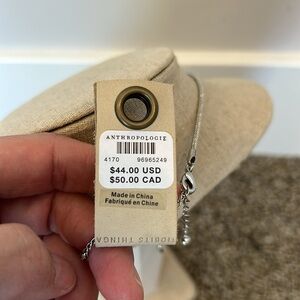 ANTHROPOLOGIE
4170 96965249
$44.00 USD
$50.00 CAD
Made in China
Fabriqué en Chine